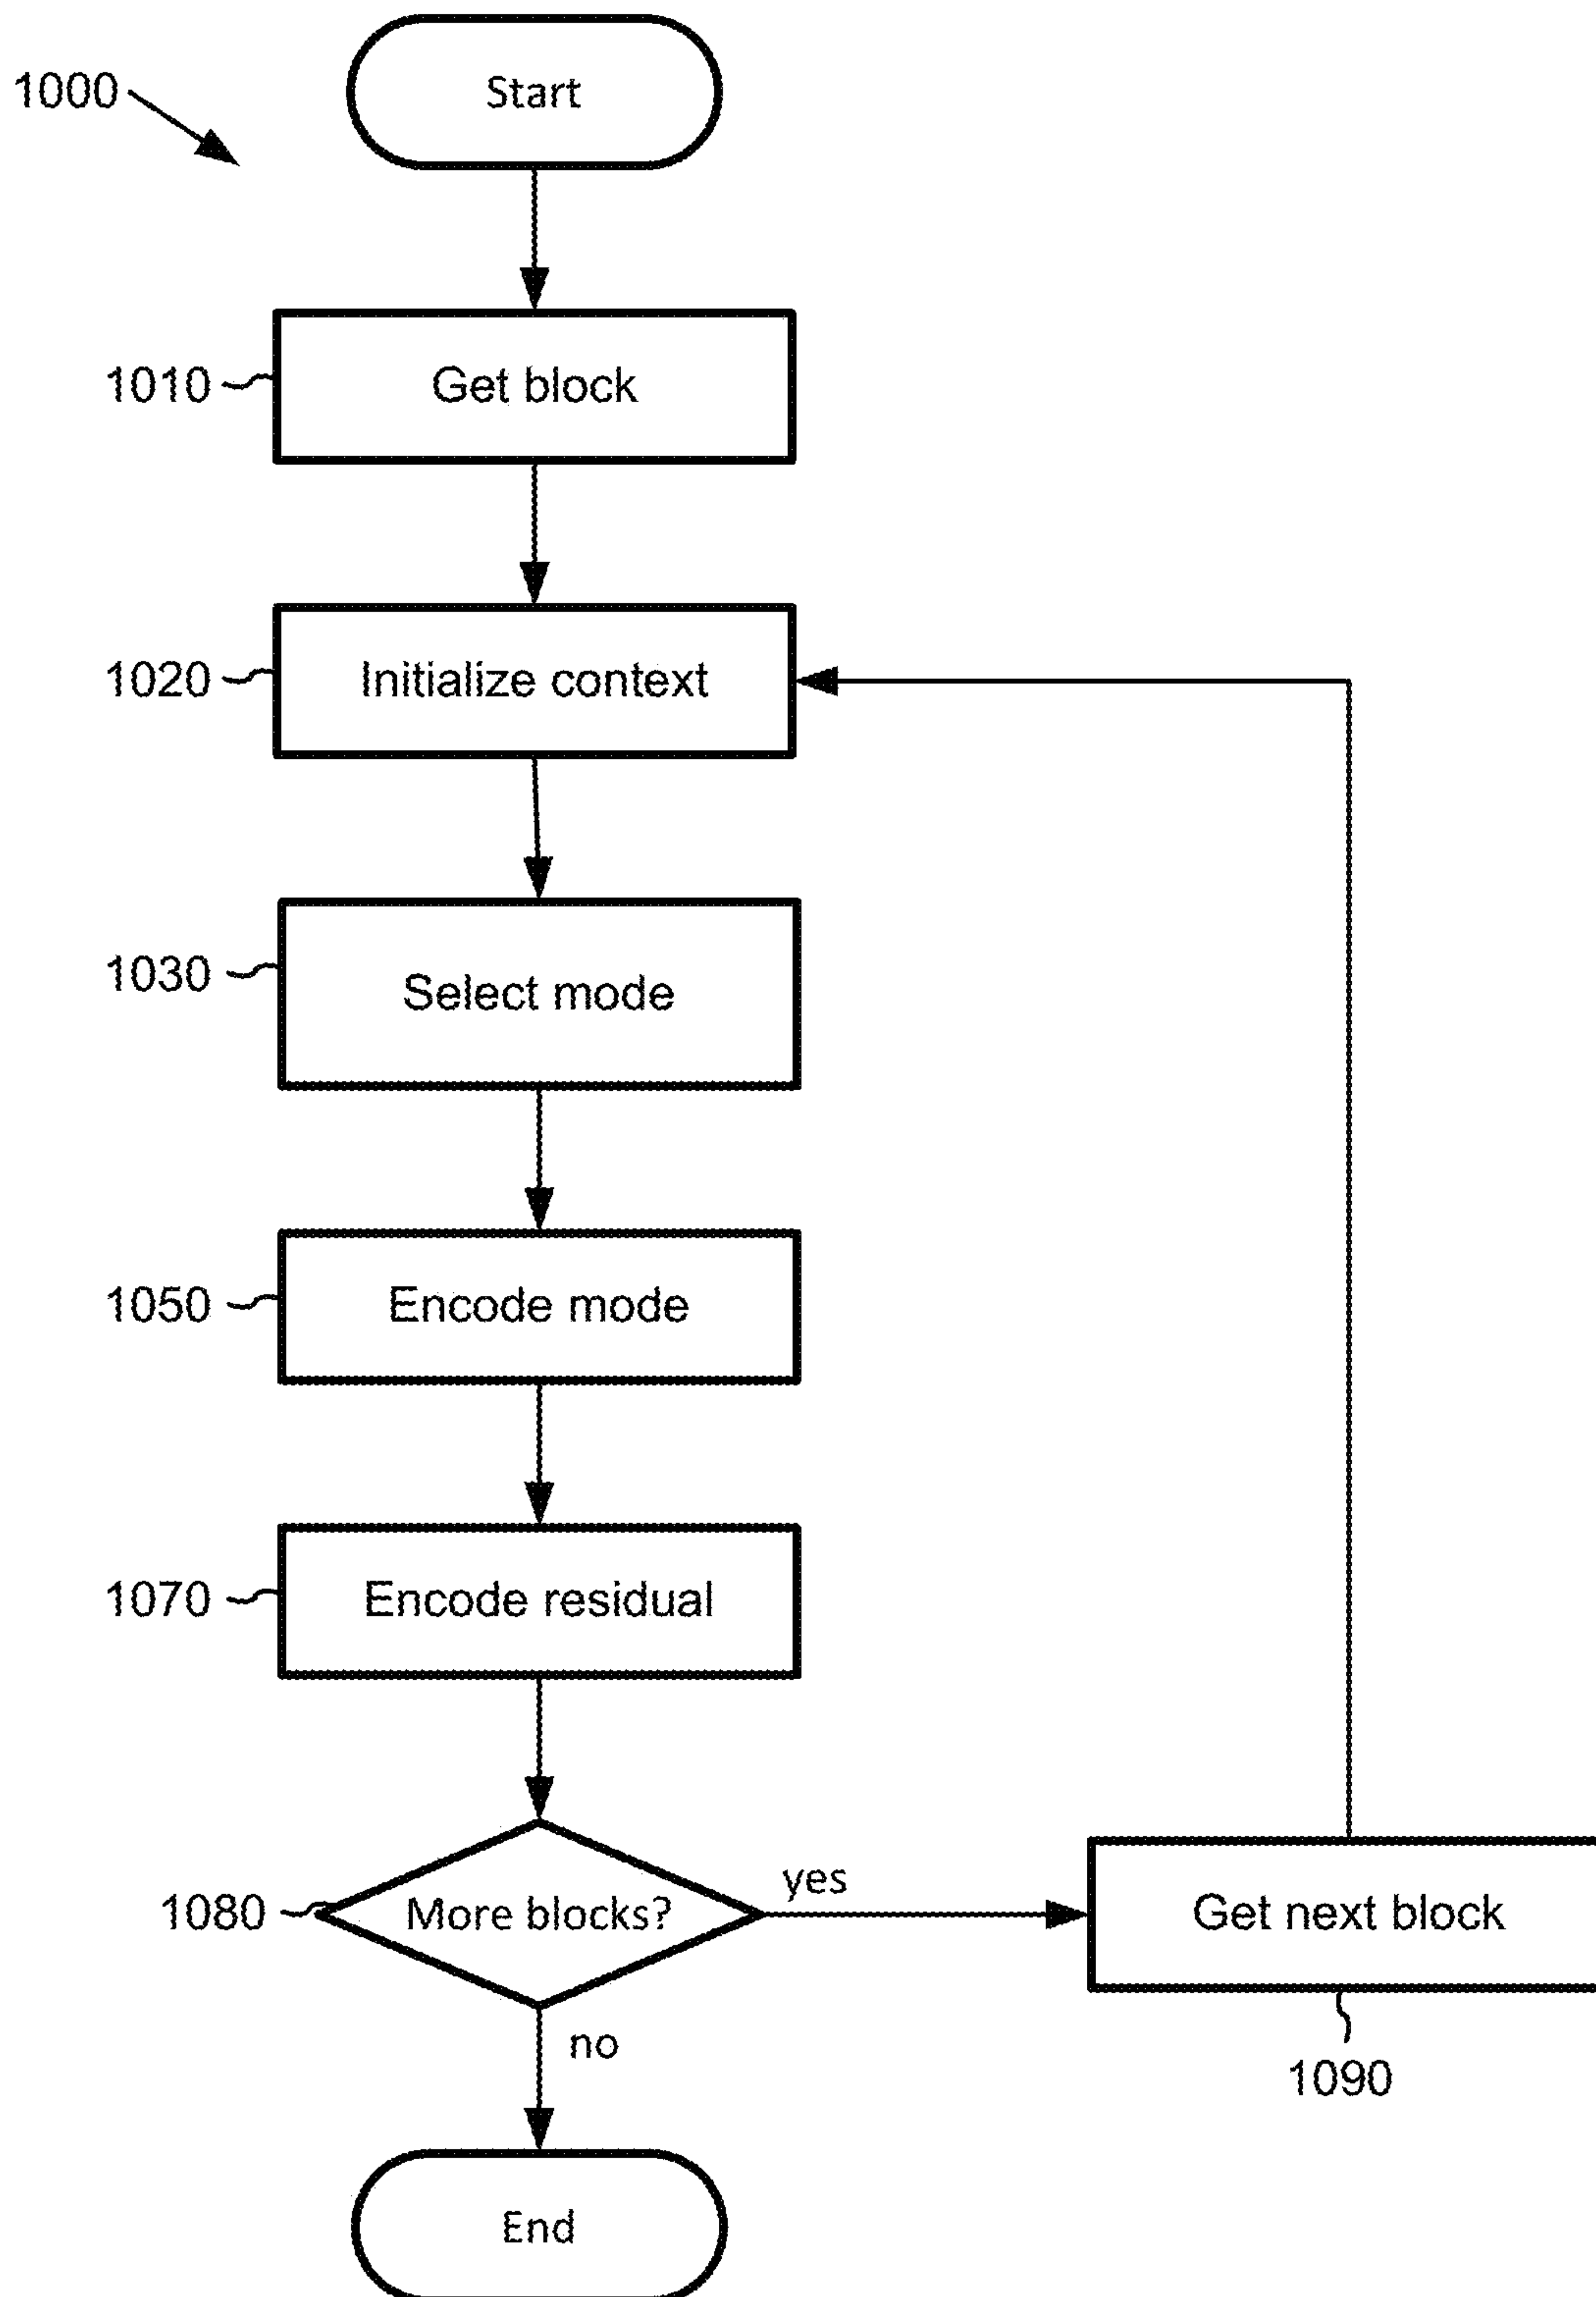 1000
Start
1010
Get block
1020
Initialize context
1030
Select mode
1050
Encode mode
1070
Encode residual
1080
More blocks?
yes
Get next block
1090
no
End